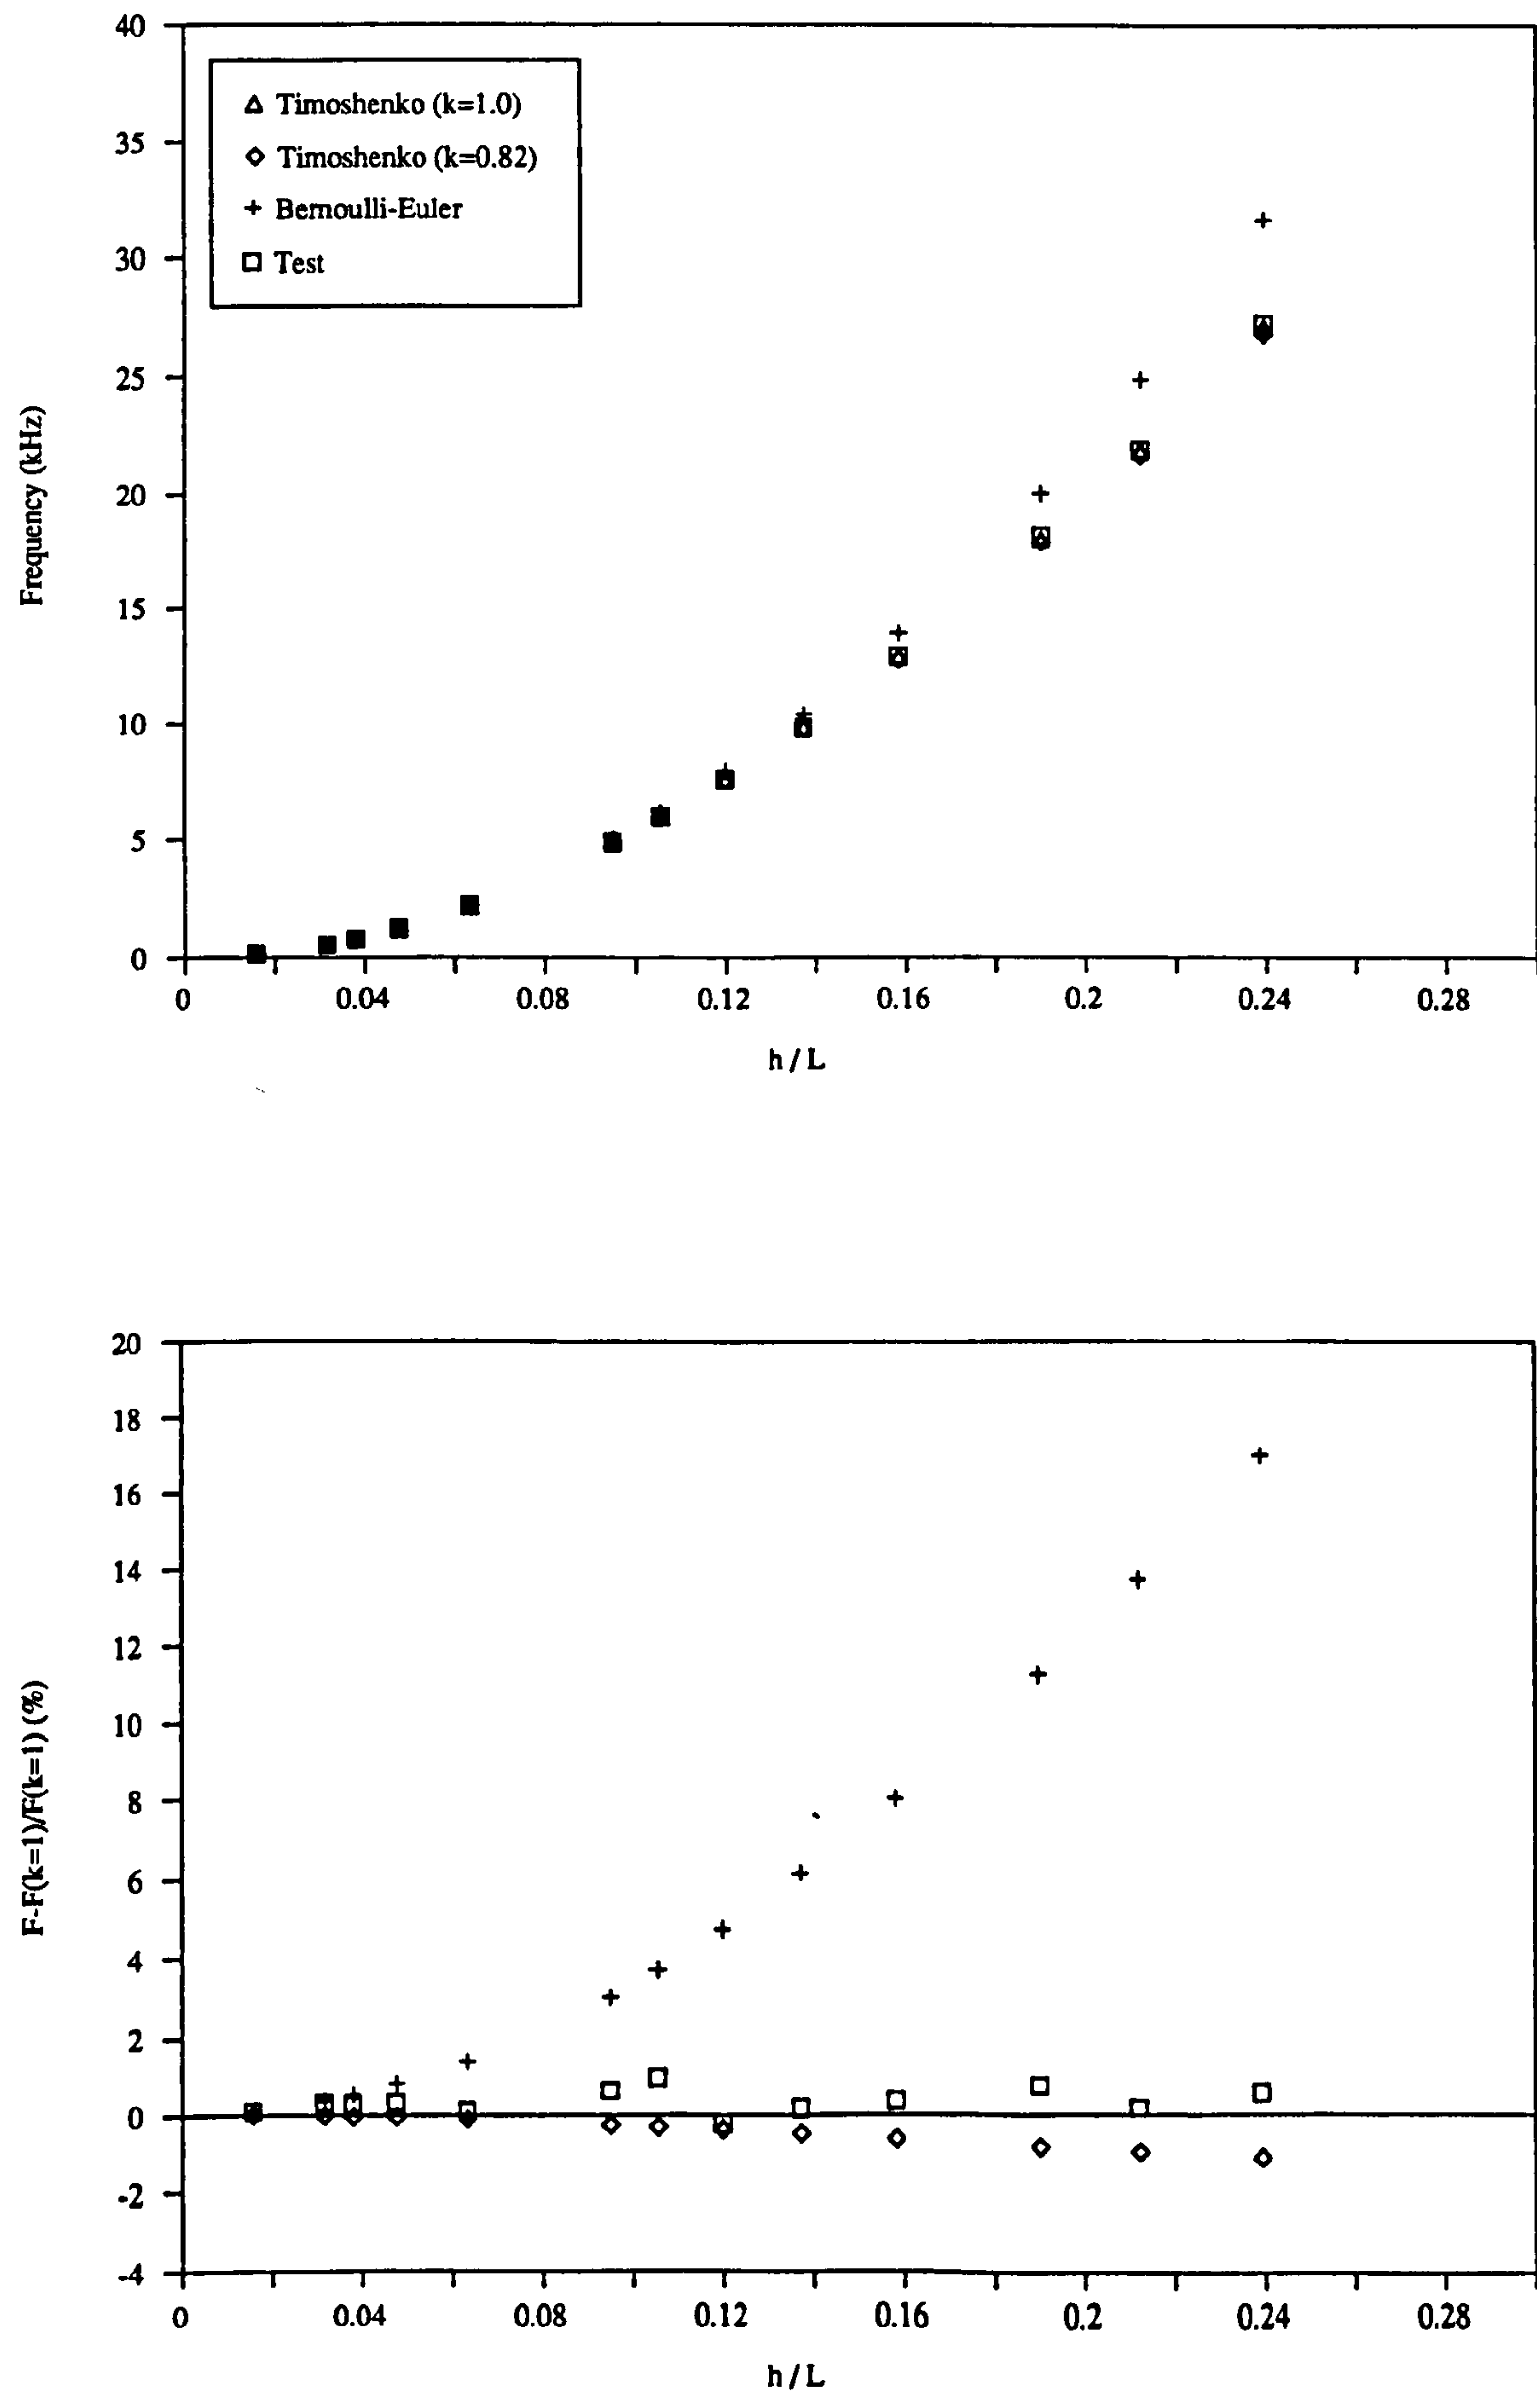 40
35
30
25
20
15
10
5
0
Frequency (kHz)
Timoshenko (k=1.0)
Timoshenko (k=0.82)
Bernoulli-Euler
Test
0 0.04 0.08 0.12 0.16 0.2 0.24 0.28
h / L
20
18
16
14
12
10
8
6
4
2
0
-2
-4
F-F(k=1)/F(k=1) (%)
0 0.04 0.08 0.12 0.16 0.2 0.24 0.28
h / L